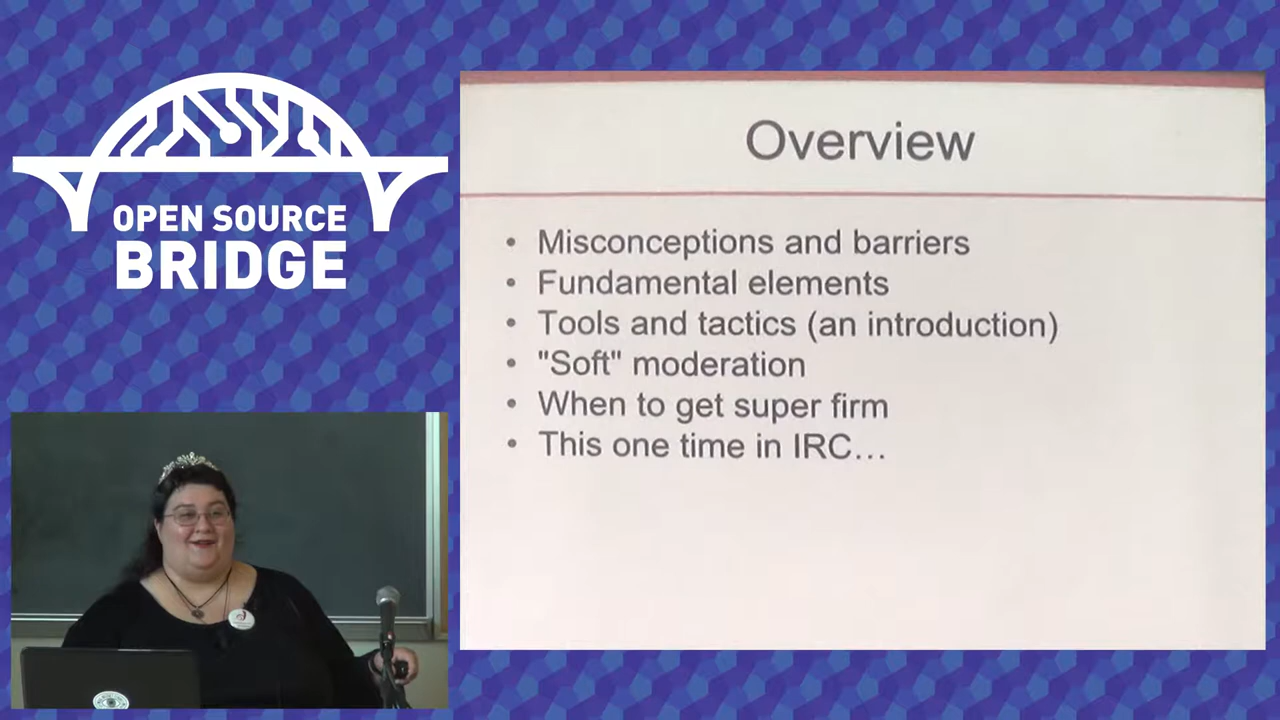 OPEN SOURCE
BRIDGE
Overview
• Misconceptions and barriers
• Fundamental elements
• Tools and tactics (an introduction)
• "Soft" moderation
• When to get super firm
• This one time in IRC…